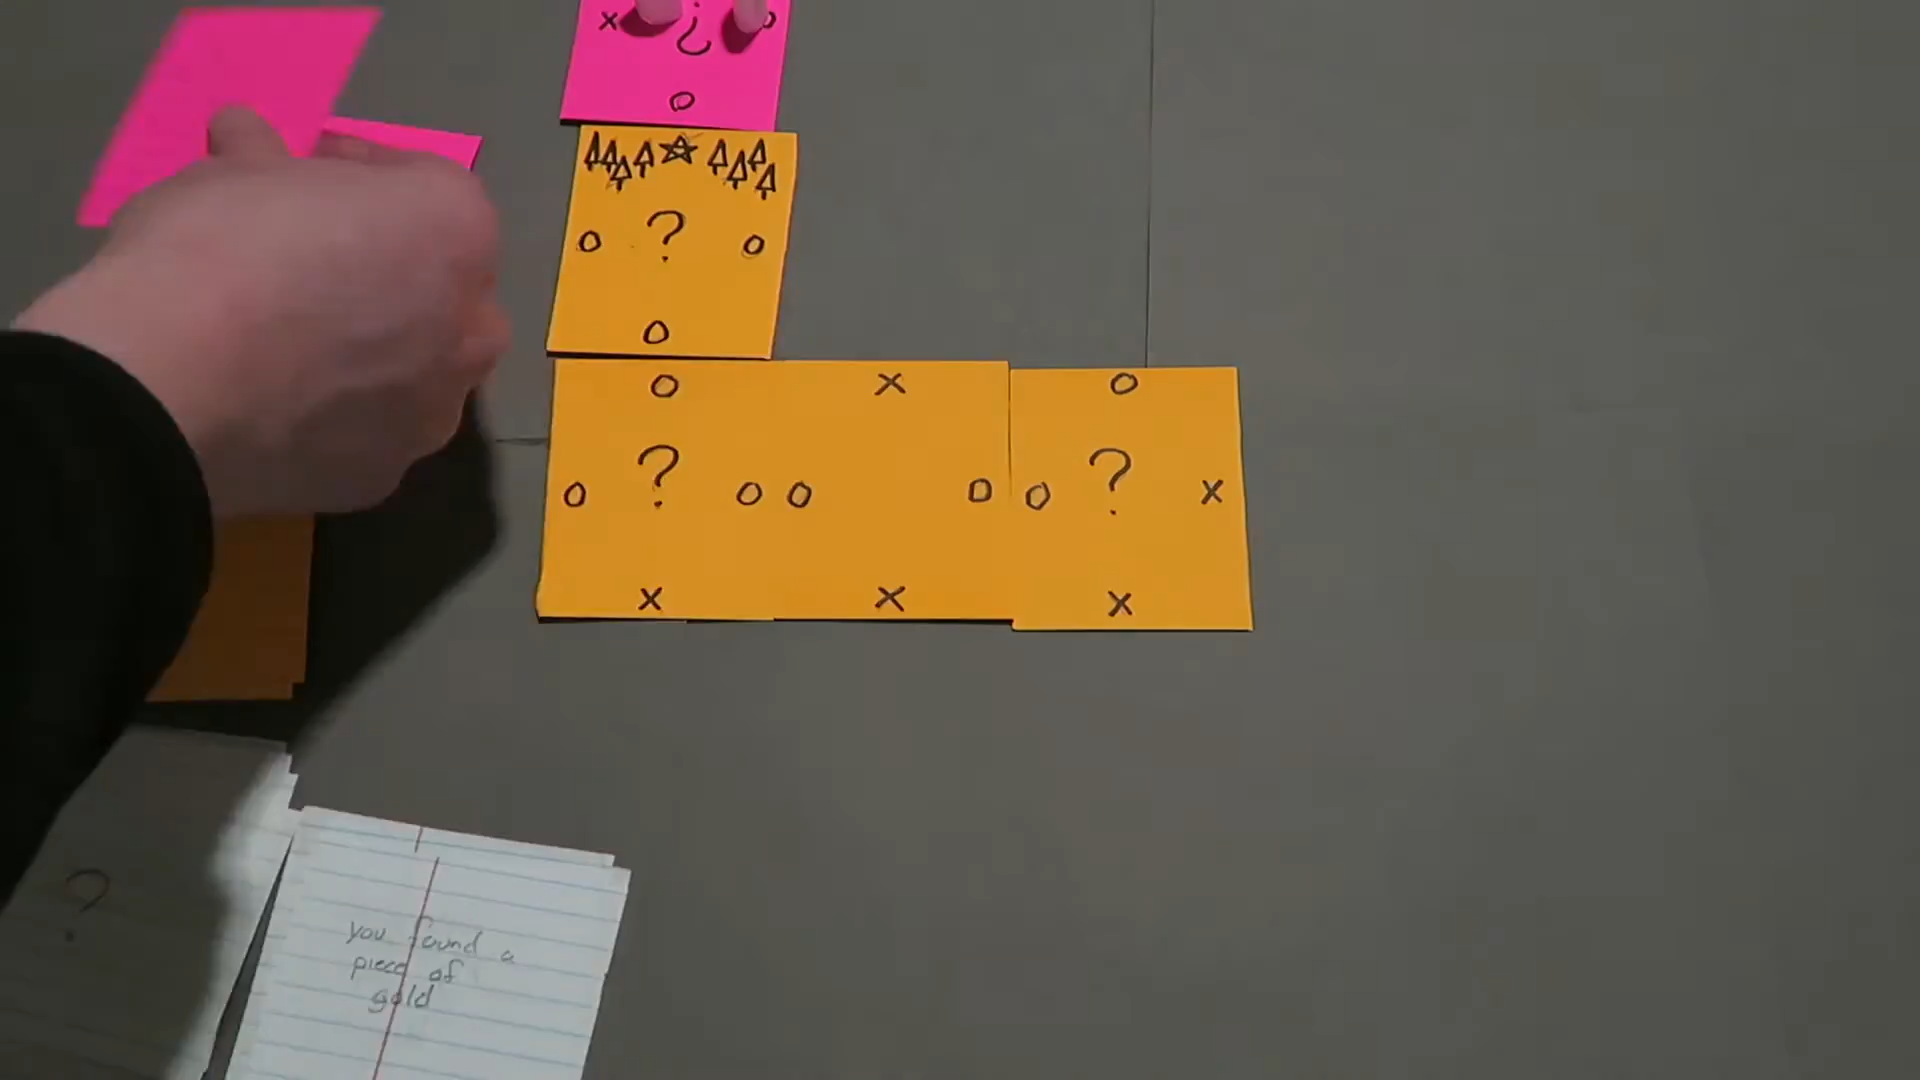 x ¿ o
o
o ? o
o
o x o
o ? o o o o ? x
x x x
?
you found a
piece of
gold